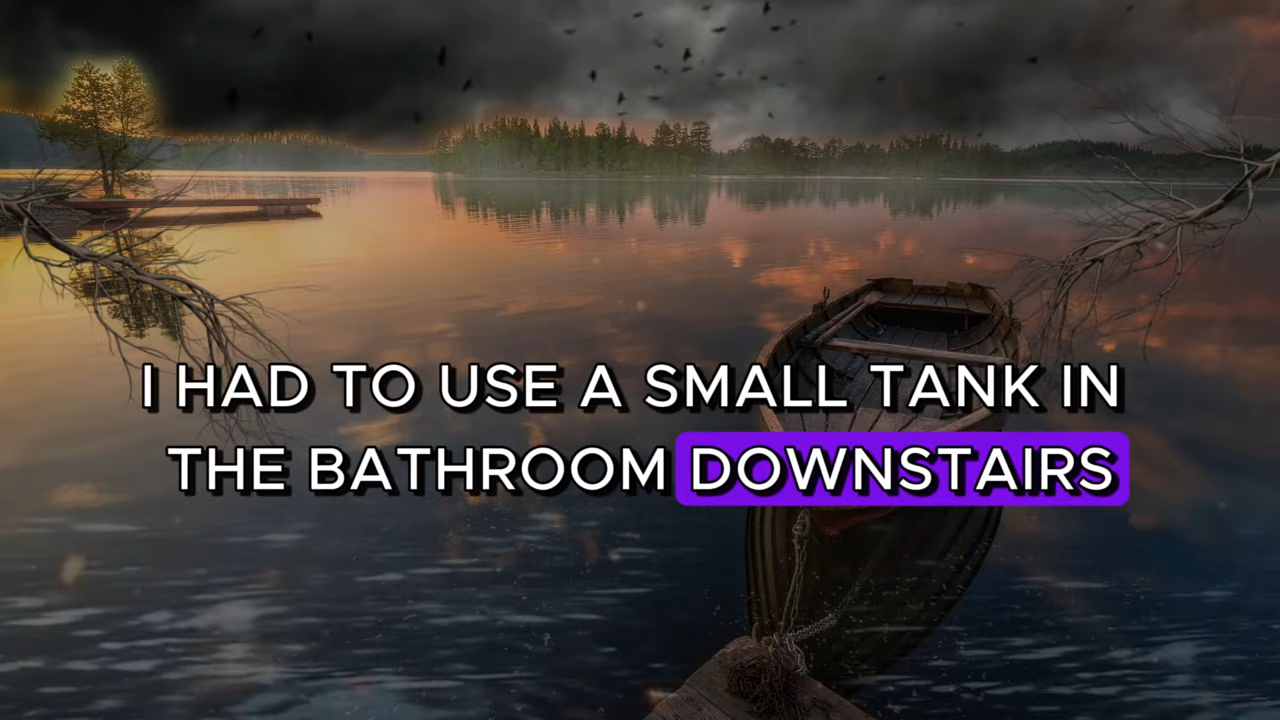 I HAD TO USE A SMALL TANK IN
THE BATHROOM DOWNSTAIRS